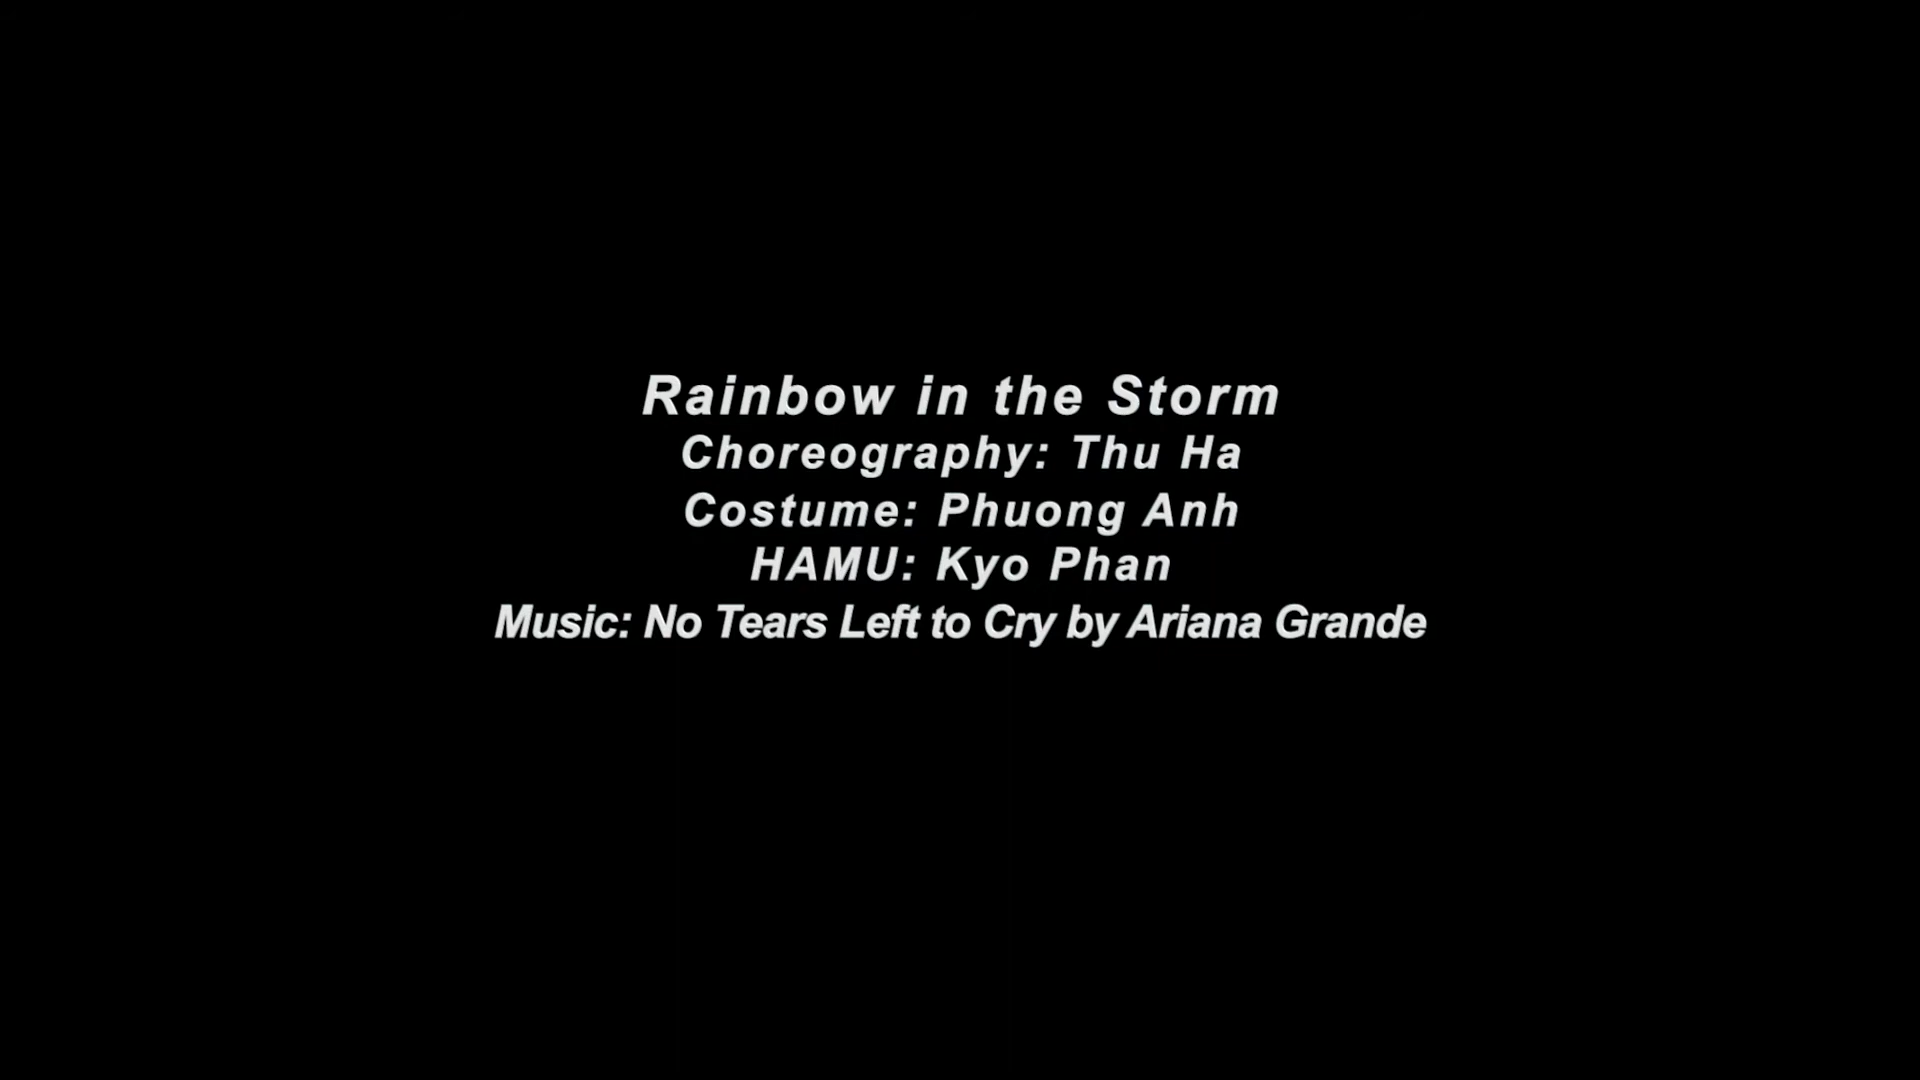 Rainbow in the Storm
Choreography: Thu Ha
Costume: Phuong Anh
HAMU: Kyo Phan
Music: No Tears Left to Cry by Ariana Grande